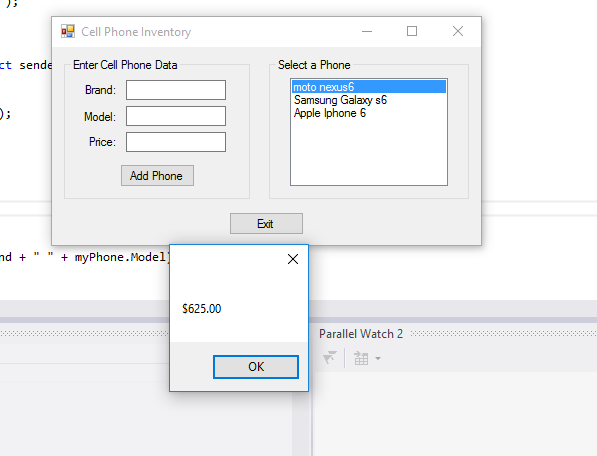 );
Cell Phone Inventory
ct sende
Enter Cell Phone Data
Select a Phone
Brand:
moto nexus6
Samsung Galaxy s6
Model:
Apple Iphone 6
);
Price:
Add Phone
Exit
nd + " " + myPhone.Model)
$625.00
OK
Parallel Watch 2